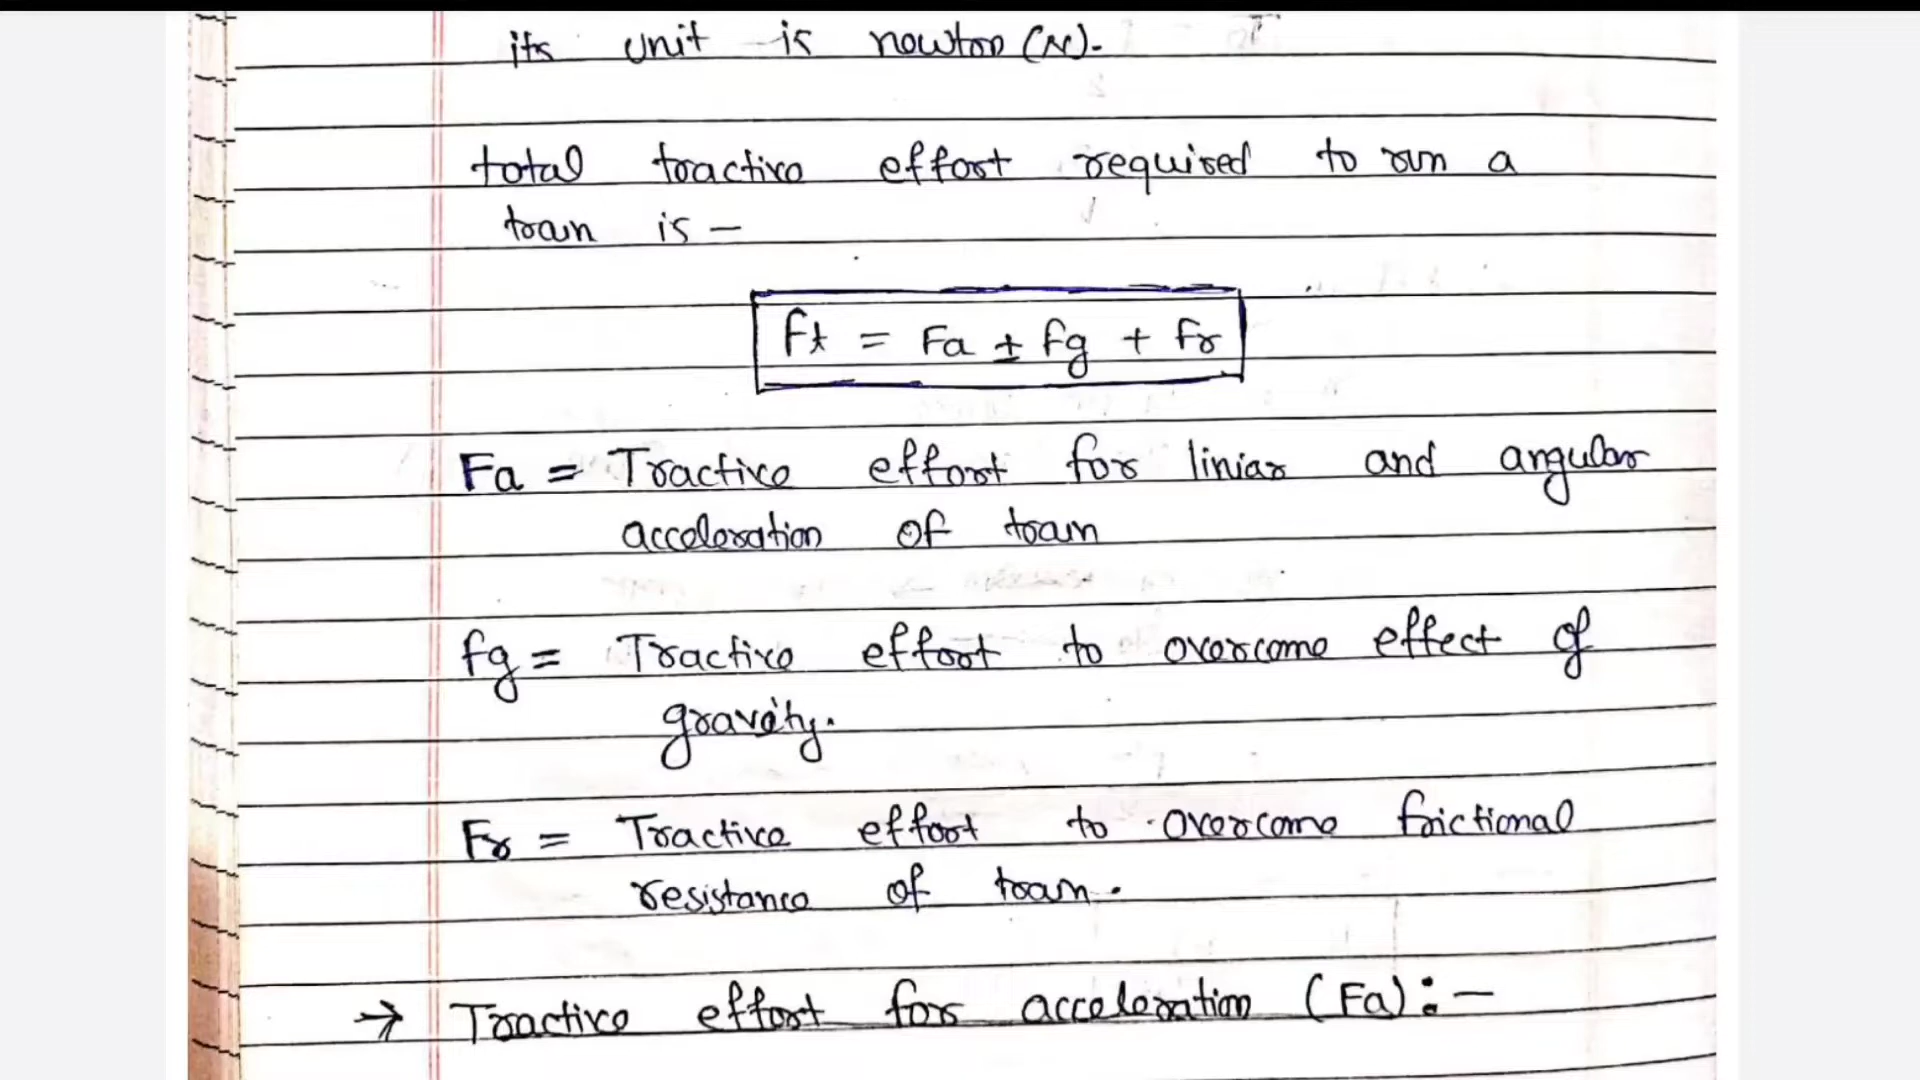 its unit is newton (N).
total tractive effort required to run a
train is -
Ft = Fa ± Fg + Fr
Fa = Tractive effort for liniar and angular
acceleration of train
Fg = Tractive effort to overcome effect of
gravity.
Fr = Tractive effort to overcome frictional
resistance of train.
→ Tractive effort for acceleration (Fa) :-